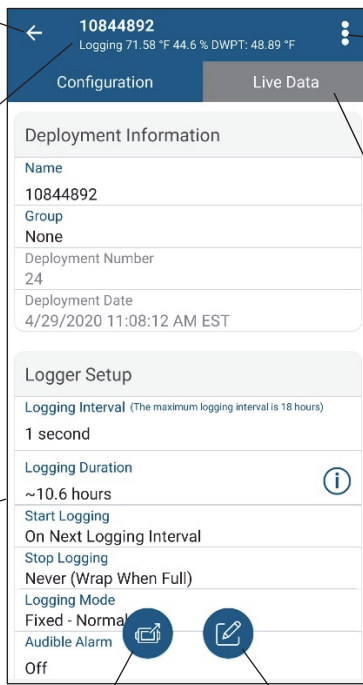 10844892
Logging 71.58 °F 44.6 % DWPT: 48.89 °F
Configuration Live Data
Deployment Information
Name
10844892
Group
None
Deployment Number
24
Deployment Date
4/29/2020 11:08:12 AM EST
Logger Setup
Logging Interval (The maximum logging interval is 18 hours)
1 second
Logging Duration
~10.6 hours
Start Logging
On Next Logging Interval
Stop Logging
Never (Wrap When Full)
Logging Mode
Fixed - Normal
Audible Alarm
Off